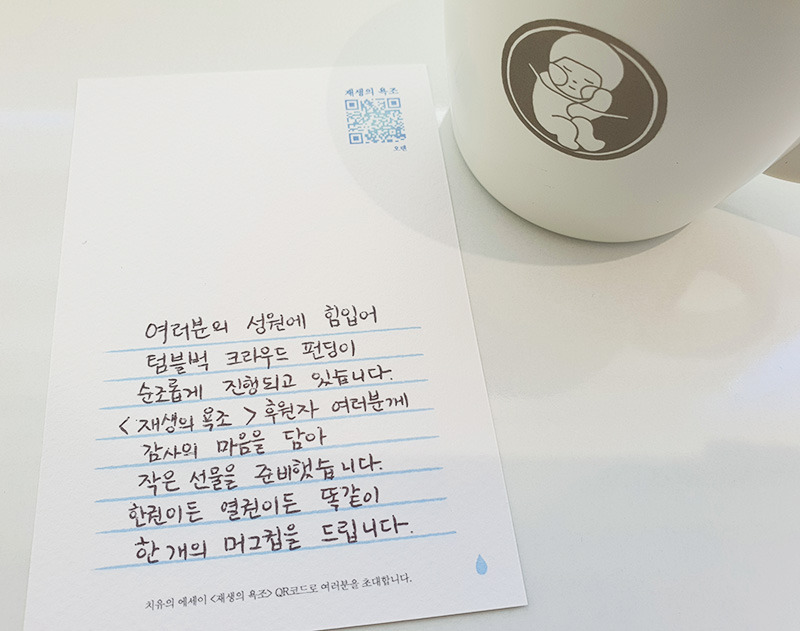 재생의 욕조
여러분의 성원에 힘입어
텀블벅 크라우드 펀딩이
순조롭게 진행되고 있습니다.
<재생의 욕조> 후원자 여러분께
감사의 마음을 담아
작은 선물을 준비했습니다.
한권이든 열권이든 똑같이
한 개의 머그컵을 드립니다.
치유의 에세이 <재생의 욕조> QR코드로 여러분을 초대합니다.